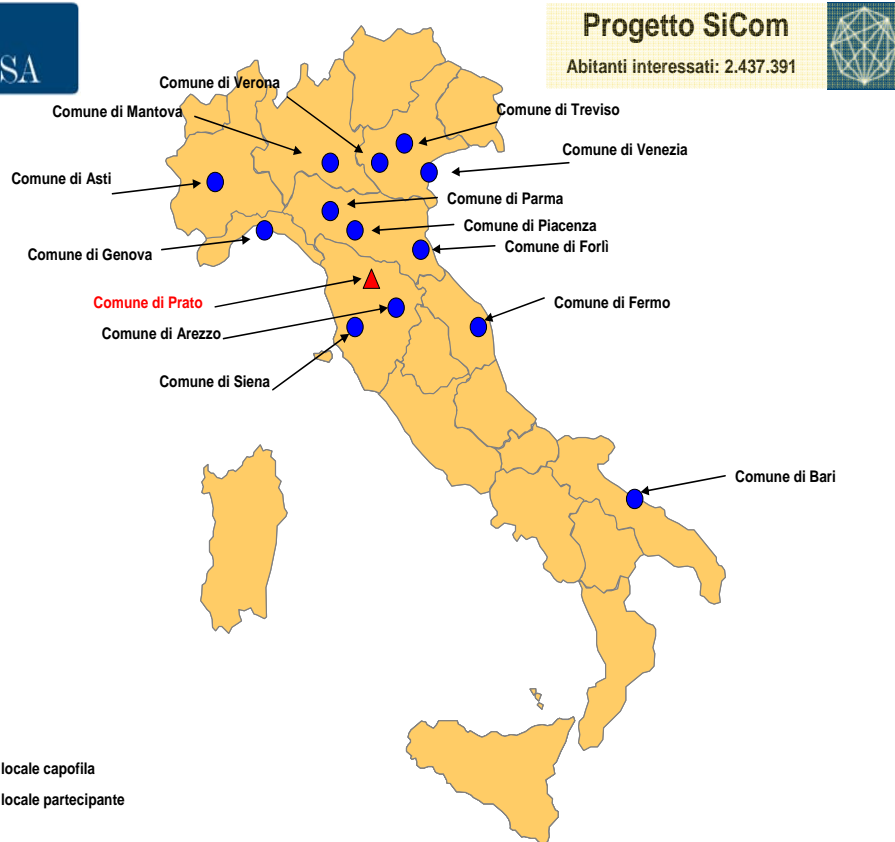 SA
Progetto SiCom
Abitanti interessati: 2.437.391
Comune di Verona
Comune di Mantova
Comune di Treviso
Comune di Venezia
Comune di Asti
Comune di Parma
Comune di Piacenza
Comune di Genova
Comune di Forlì
Comune di Prato
Comune di Fermo
Comune di Arezzo
Comune di Siena
Comune di Bari
locale capofila
locale partecipante